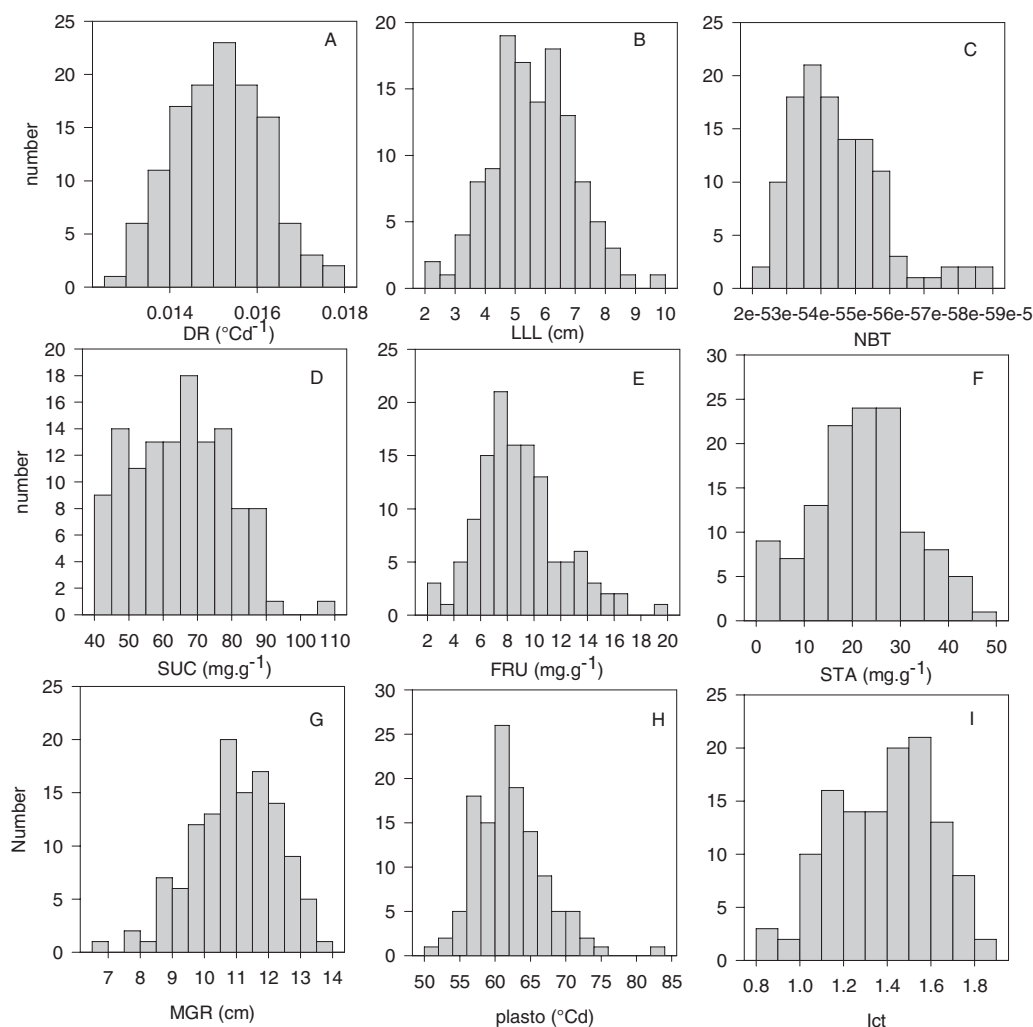 A
number
25
20
15
10
5
0
0.014 0.016 0.018
DR (°Cd-1)
B
20
15
10
5
0
2 3 4 5 6 7 8 9 10
LLL (cm)
C
25
20
15
10
5
0
2e-53e-54e-55e-56e-57e-58e-59e-5
NBT
D
number
18
16
14
12
10
8
6
4
2
0
40 50 60 70 80 90 100 110
SUC (mg.g-1)
E
25
20
15
10
5
0
2 4 6 8 10 12 14 16 18 20
FRU (mg.g-1)
F
30
25
20
15
10
5
0
0 10 20 30 40 50
STA (mg.g-1)
G
Number
25
20
15
10
5
0
7 8 9 10 11 12 13 14
MGR (cm)
H
30
25
20
15
10
5
0
50 55 60 65 70 75 80 85
plasto (°Cd)
I
25
20
15
10
5
0
0.8 1.0 1.2 1.4 1.6 1.8
Ict